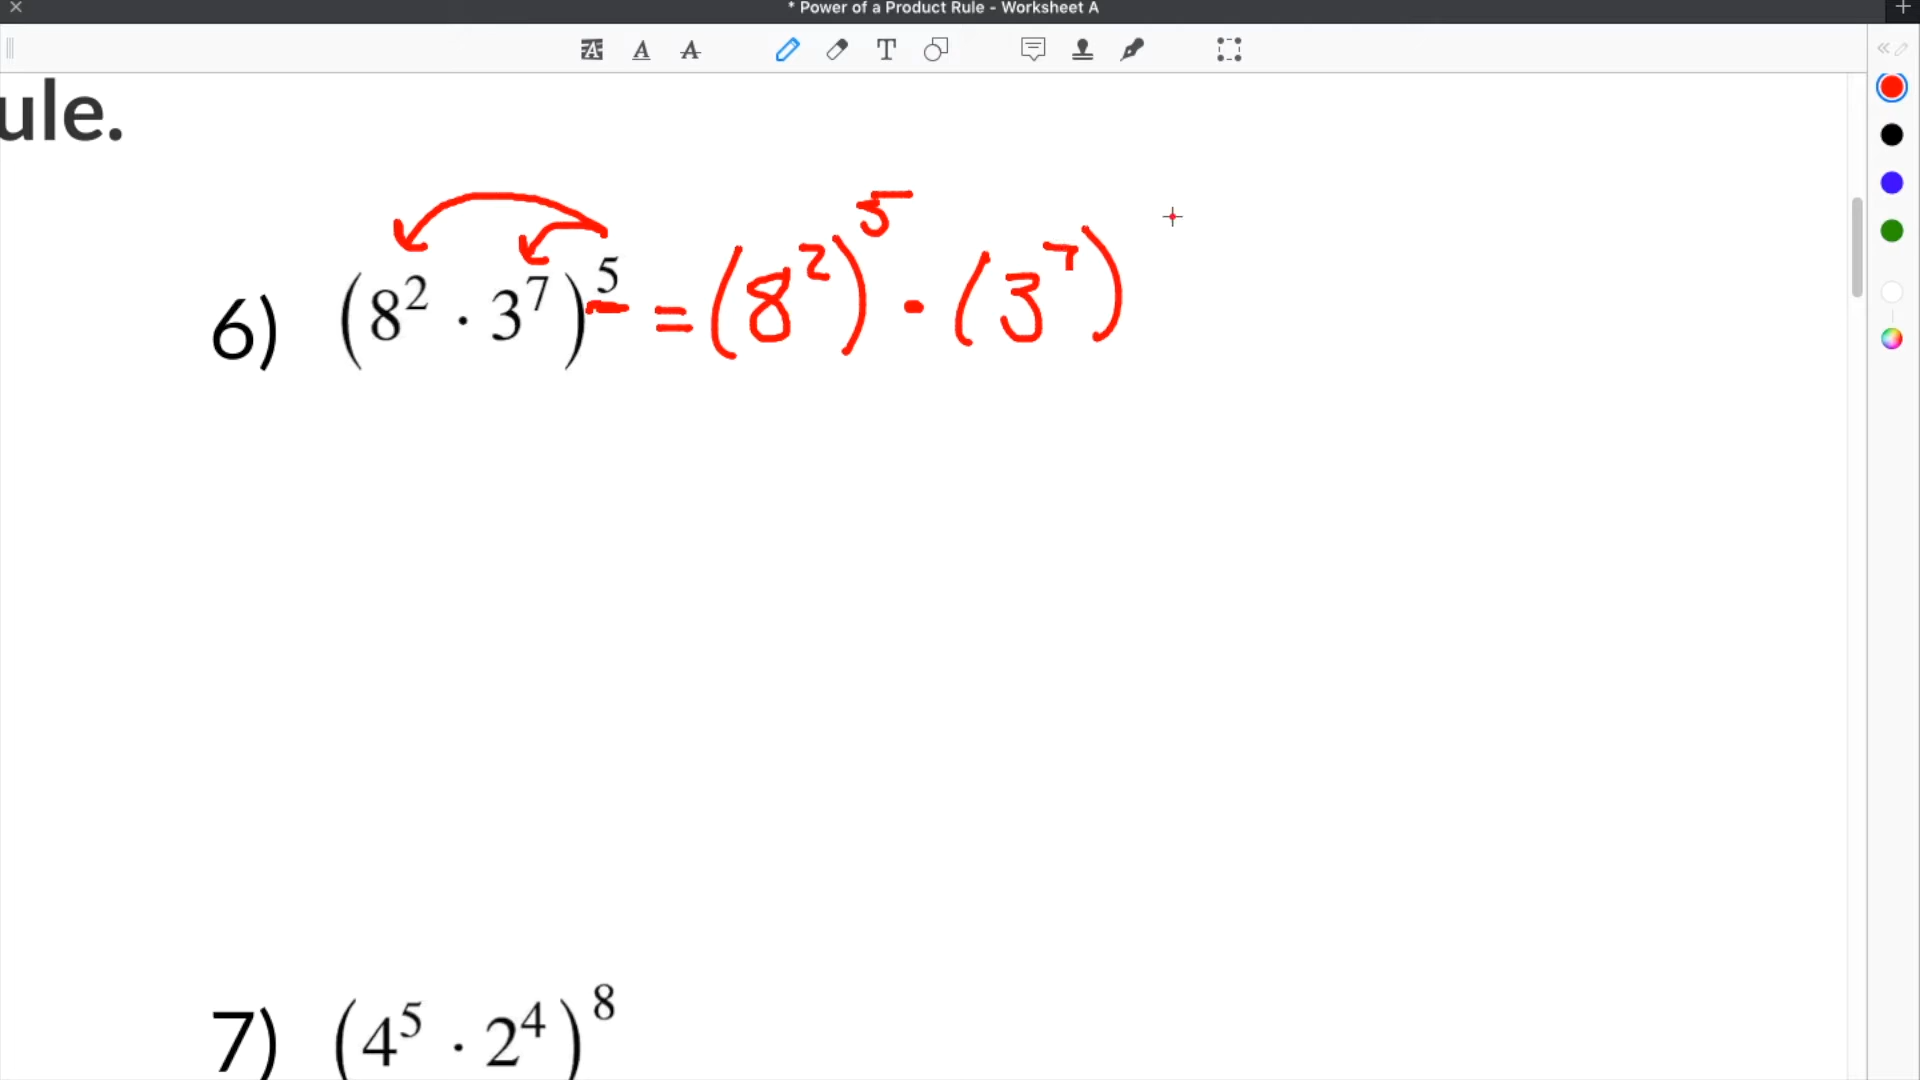 * Power of a Product Rule - Worksheet A
ule.
6) (8² · 3⁷)⁵ = (8²)⁵ · (3⁷)
7) (4⁵ · 2⁴)⁸